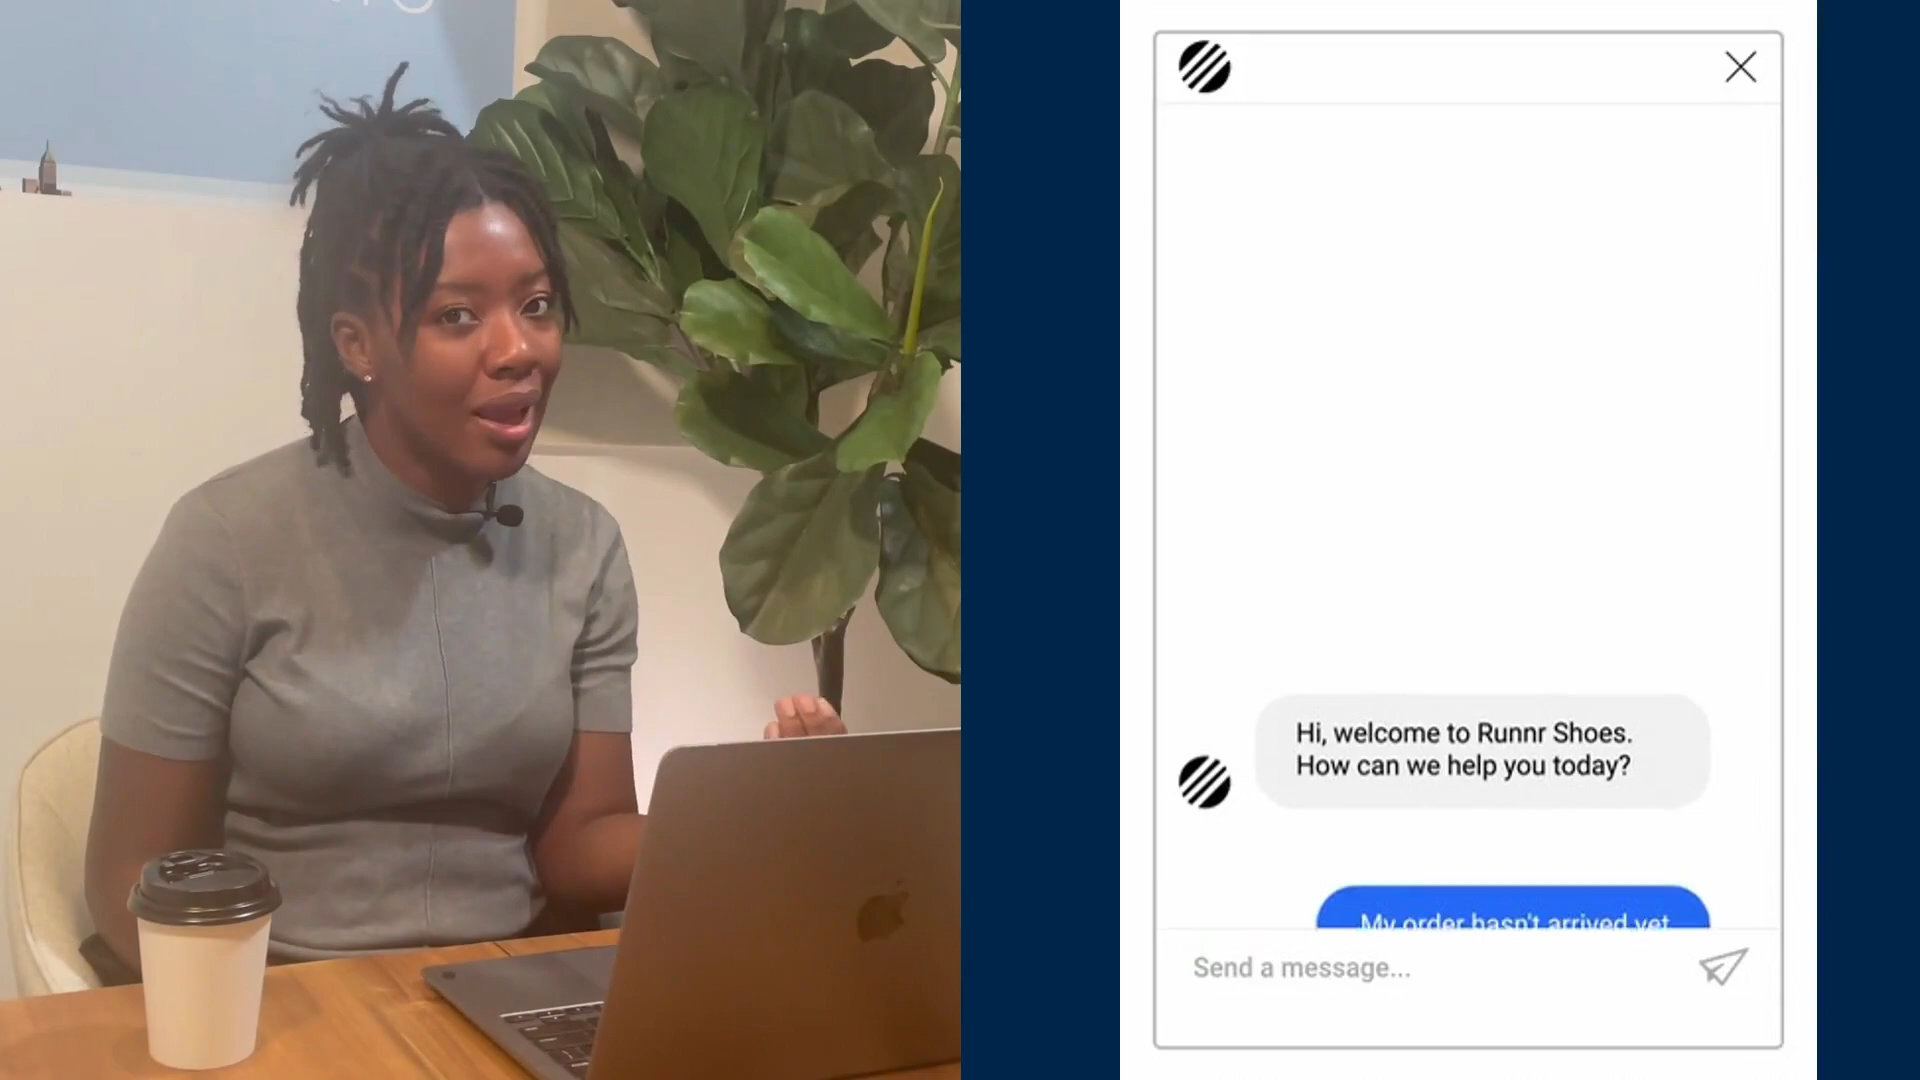 Hi, welcome to Runnr Shoes.
How can we help you today?
My order hasn't arrived yet
Send a message...